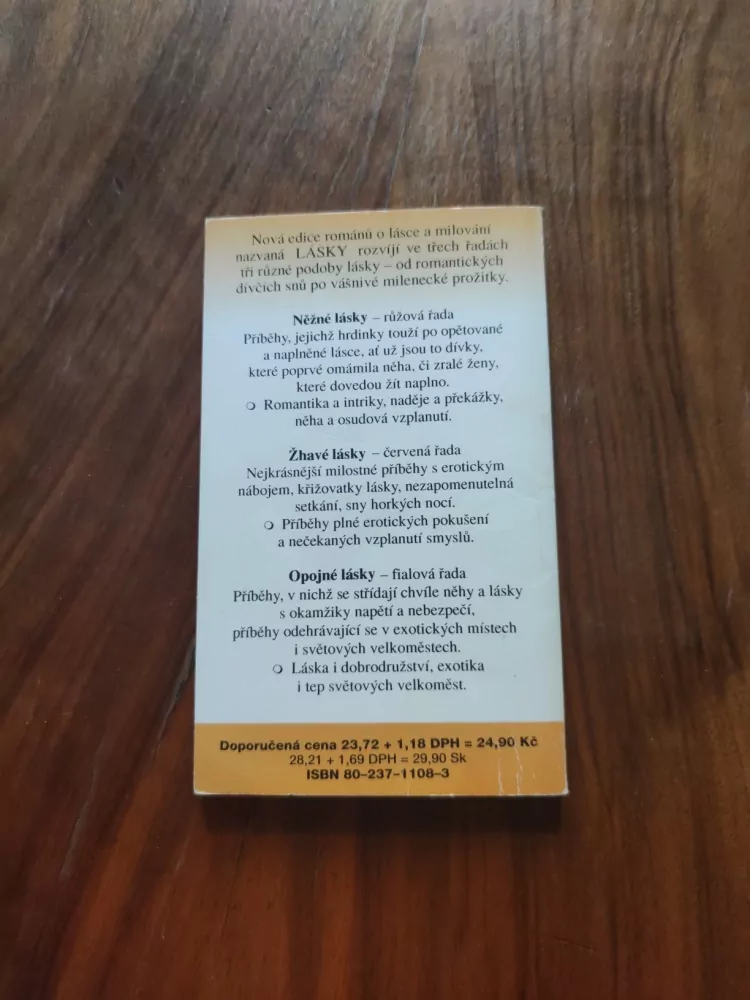 Nová edice románů o lásce a milování
nazvaná LÁSKY rozvíjí ve třech řadách
tři různé podoby lásky – od romantických
dívčích snů po vášnivé milenecké prožitky.
Něžné lásky – růžová řada
Příběhy, jejichž hrdinky touží po opětované
a naplněné lásce, ať už jsou to dívky,
které poprvé omámila něha, či zralé ženy,
které dovedou žít naplno.
❍ Romantika a intriky, naděje a překážky,
něha a osudová vzplanutí.
Žhavé lásky – červená řada
Nejkrásnější milostné příběhy s erotickým
nábojem, křižovatky lásky, nezapomenutelná
setkání, sny horkých nocí.
❍ Příběhy plné erotických pokušení
a nečekaných vzplanutí smyslů.
Opojné lásky – fialová řada
Příběhy, v nichž se střídají chvíle něhy a lásky
s okamžiky napětí a nebezpečí,
příběhy odehrávající se v exotických místech
i světových velkoměstech.
❍ Láska i dobrodružství, exotika
i tep světových velkoměst.
Doporučená cena 23,72 + 1,18 DPH = 24,90 Kč
28,21 + 1,69 DPH = 29,90 Sk
ISBN 80–237–1108–3